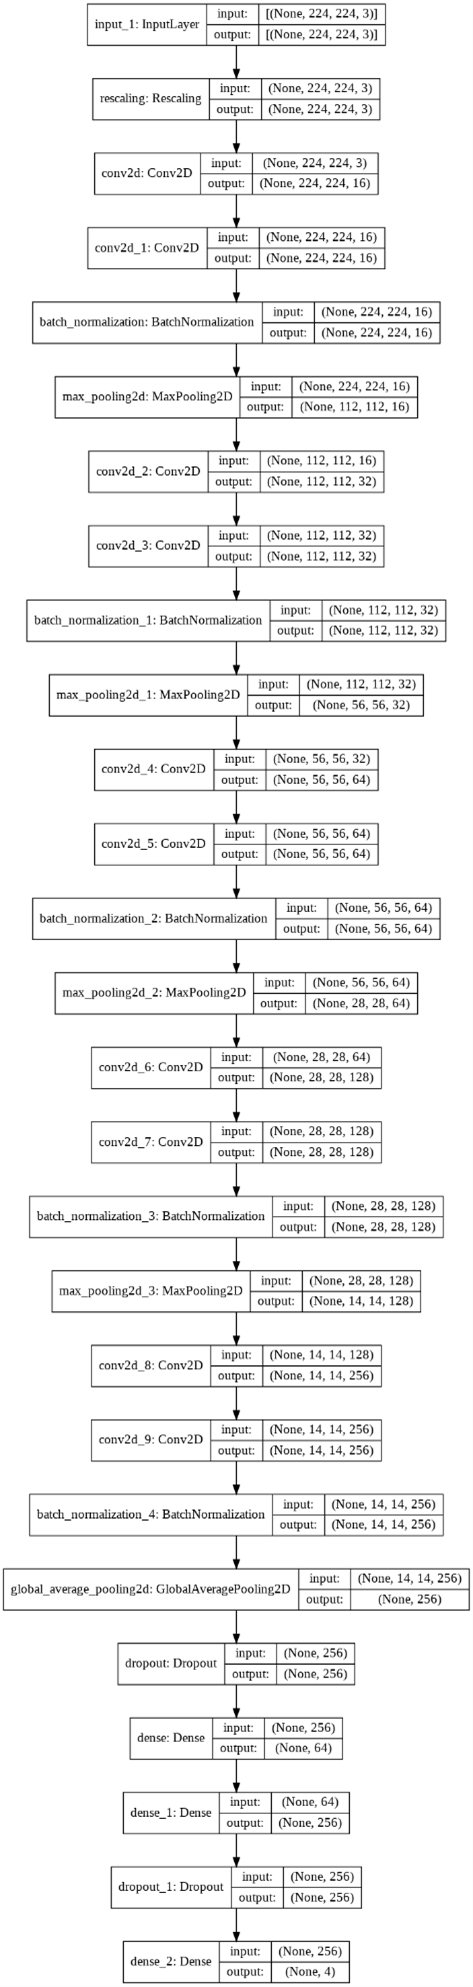 input_1: InputLayer
input: [(None, 224, 224, 3)]
output: [(None, 224, 224, 3)]
rescaling: Rescaling
input: (None, 224, 224, 3)
output: (None, 224, 224, 3)
conv2d: Conv2D
input: (None, 224, 224, 3)
output: (None, 224, 224, 16)
conv2d_1: Conv2D
input: (None, 224, 224, 16)
output: (None, 224, 224, 16)
batch_normalization: BatchNormalization
input: (None, 224, 224, 16)
output: (None, 224, 224, 16)
max_pooling2d: MaxPooling2D
input: (None, 224, 224, 16)
output: (None, 112, 112, 16)
conv2d_2: Conv2D
input: (None, 112, 112, 16)
output: (None, 112, 112, 32)
conv2d_3: Conv2D
input: (None, 112, 112, 32)
output: (None, 112, 112, 32)
batch_normalization_1: BatchNormalization
input: (None, 112, 112, 32)
output: (None, 112, 112, 32)
max_pooling2d_1: MaxPooling2D
input: (None, 112, 112, 32)
output: (None, 56, 56, 32)
conv2d_4: Conv2D
input: (None, 56, 56, 32)
output: (None, 56, 56, 64)
conv2d_5: Conv2D
input: (None, 56, 56, 64)
output: (None, 56, 56, 64)
batch_normalization_2: BatchNormalization
input: (None, 56, 56, 64)
output: (None, 56, 56, 64)
max_pooling2d_2: MaxPooling2D
input: (None, 56, 56, 64)
output: (None, 28, 28, 64)
conv2d_6: Conv2D
input: (None, 28, 28, 64)
output: (None, 28, 28, 128)
conv2d_7: Conv2D
input: (None, 28, 28, 128)
output: (None, 28, 28, 128)
batch_normalization_3: BatchNormalization
input: (None, 28, 28, 128)
output: (None, 28, 28, 128)
max_pooling2d_3: MaxPooling2D
input: (None, 28, 28, 128)
output: (None, 14, 14, 128)
conv2d_8: Conv2D
input: (None, 14, 14, 128)
output: (None, 14, 14, 256)
conv2d_9: Conv2D
input: (None, 14, 14, 256)
output: (None, 14, 14, 256)
batch_normalization_4: BatchNormalization
input: (None, 14, 14, 256)
output: (None, 14, 14, 256)
global_average_pooling2d: GlobalAveragePooling2D
input: (None, 14, 14, 256)
output: (None, 256)
dropout: Dropout
input: (None, 256)
output: (None, 256)
dense: Dense
input: (None, 256)
output: (None, 64)
dense_1: Dense
input: (None, 64)
output: (None, 256)
dropout_1: Dropout
input: (None, 256)
output: (None, 256)
dense_2: Dense
input: (None, 256)
output: (None, 4)